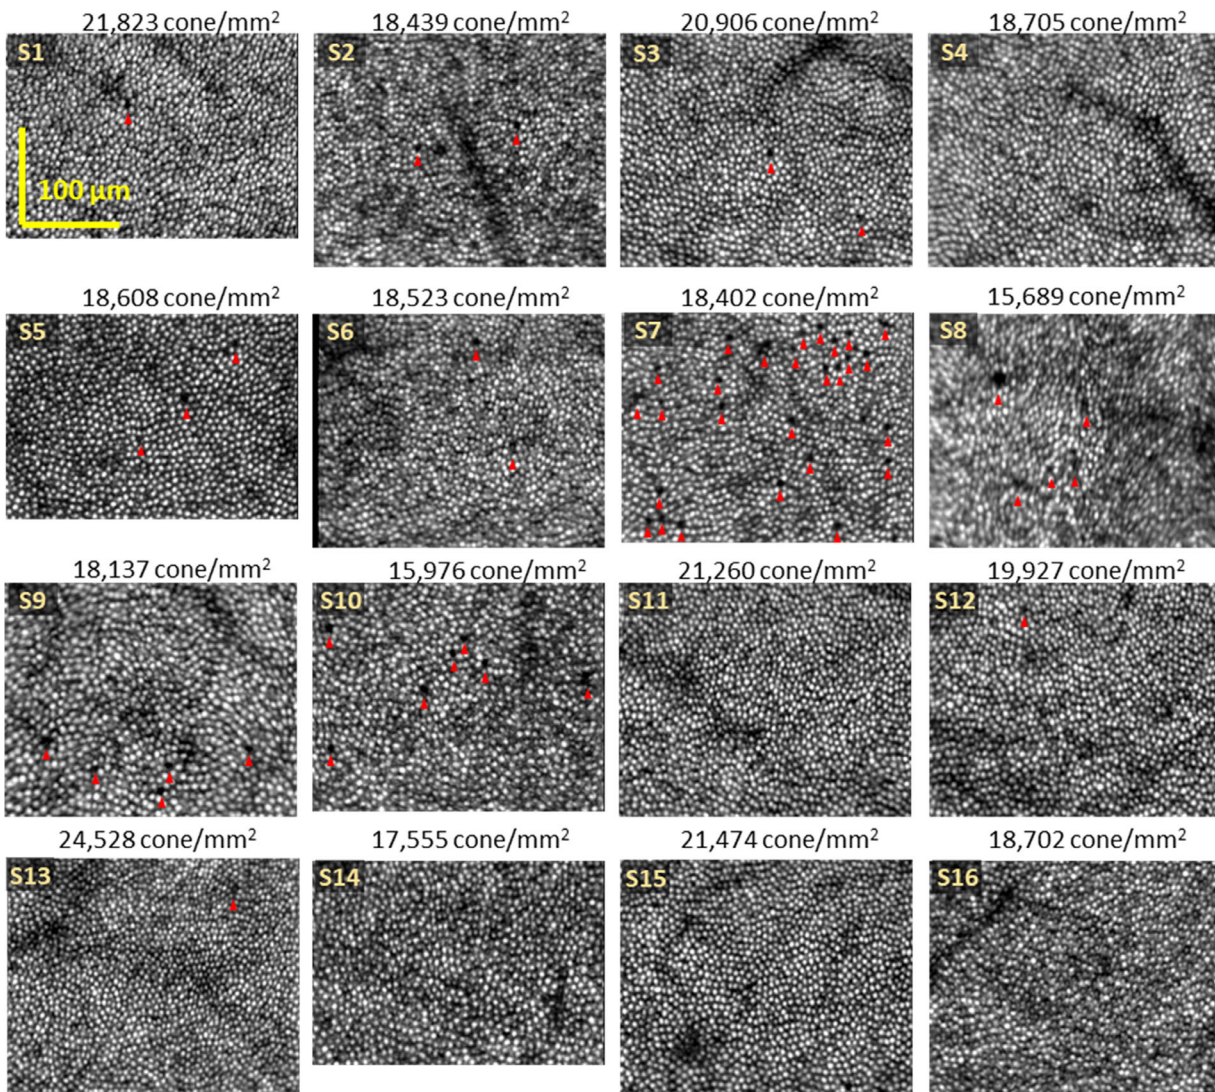 21,823 cone/mm² 18,439 cone/mm² 20,906 cone/mm² 18,705 cone/mm²
S1 S2 S3 S4
100 µm
18,608 cone/mm² 18,523 cone/mm² 18,402 cone/mm² 15,689 cone/mm²
S5 S6 S7 S8
18,137 cone/mm² 15,976 cone/mm² 21,260 cone/mm² 19,927 cone/mm²
S9 S10 S11 S12
24,528 cone/mm² 17,555 cone/mm² 21,474 cone/mm² 18,702 cone/mm²
S13 S14 S15 S16